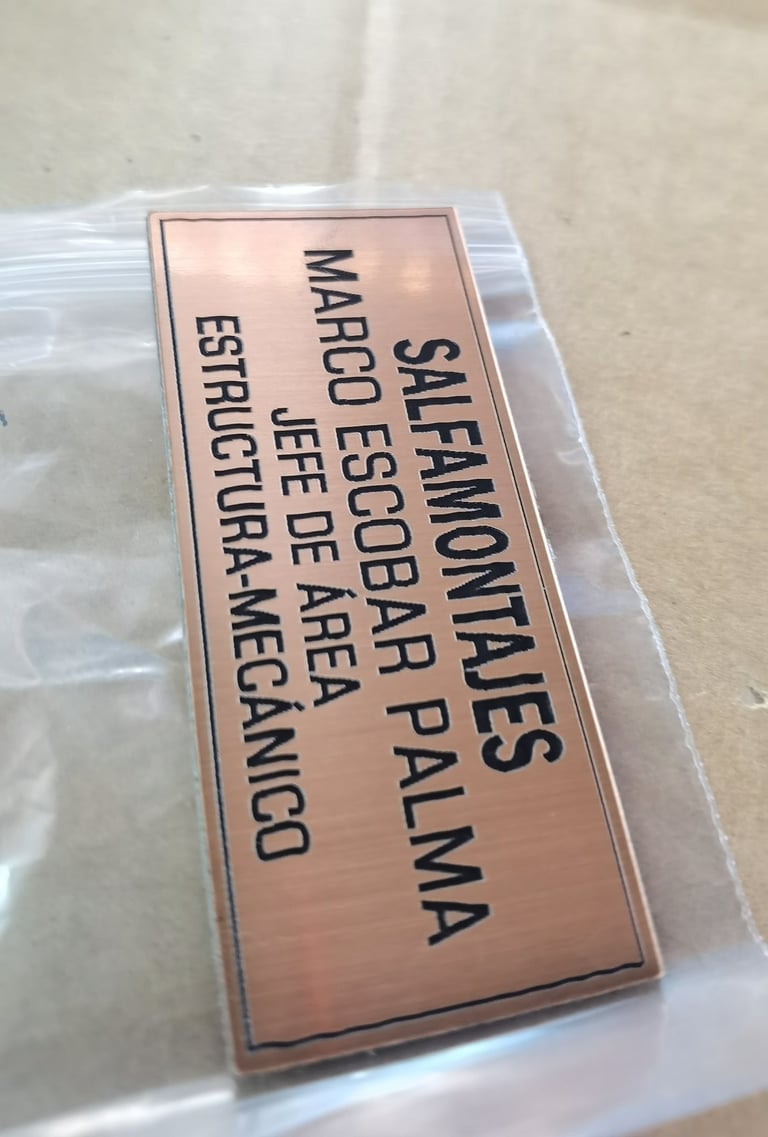 SALFAMONTAJES
MARCO ESCOBAR PALMA
JEFE DE ÁREA
ESTRUCTURA-MECÁNICO